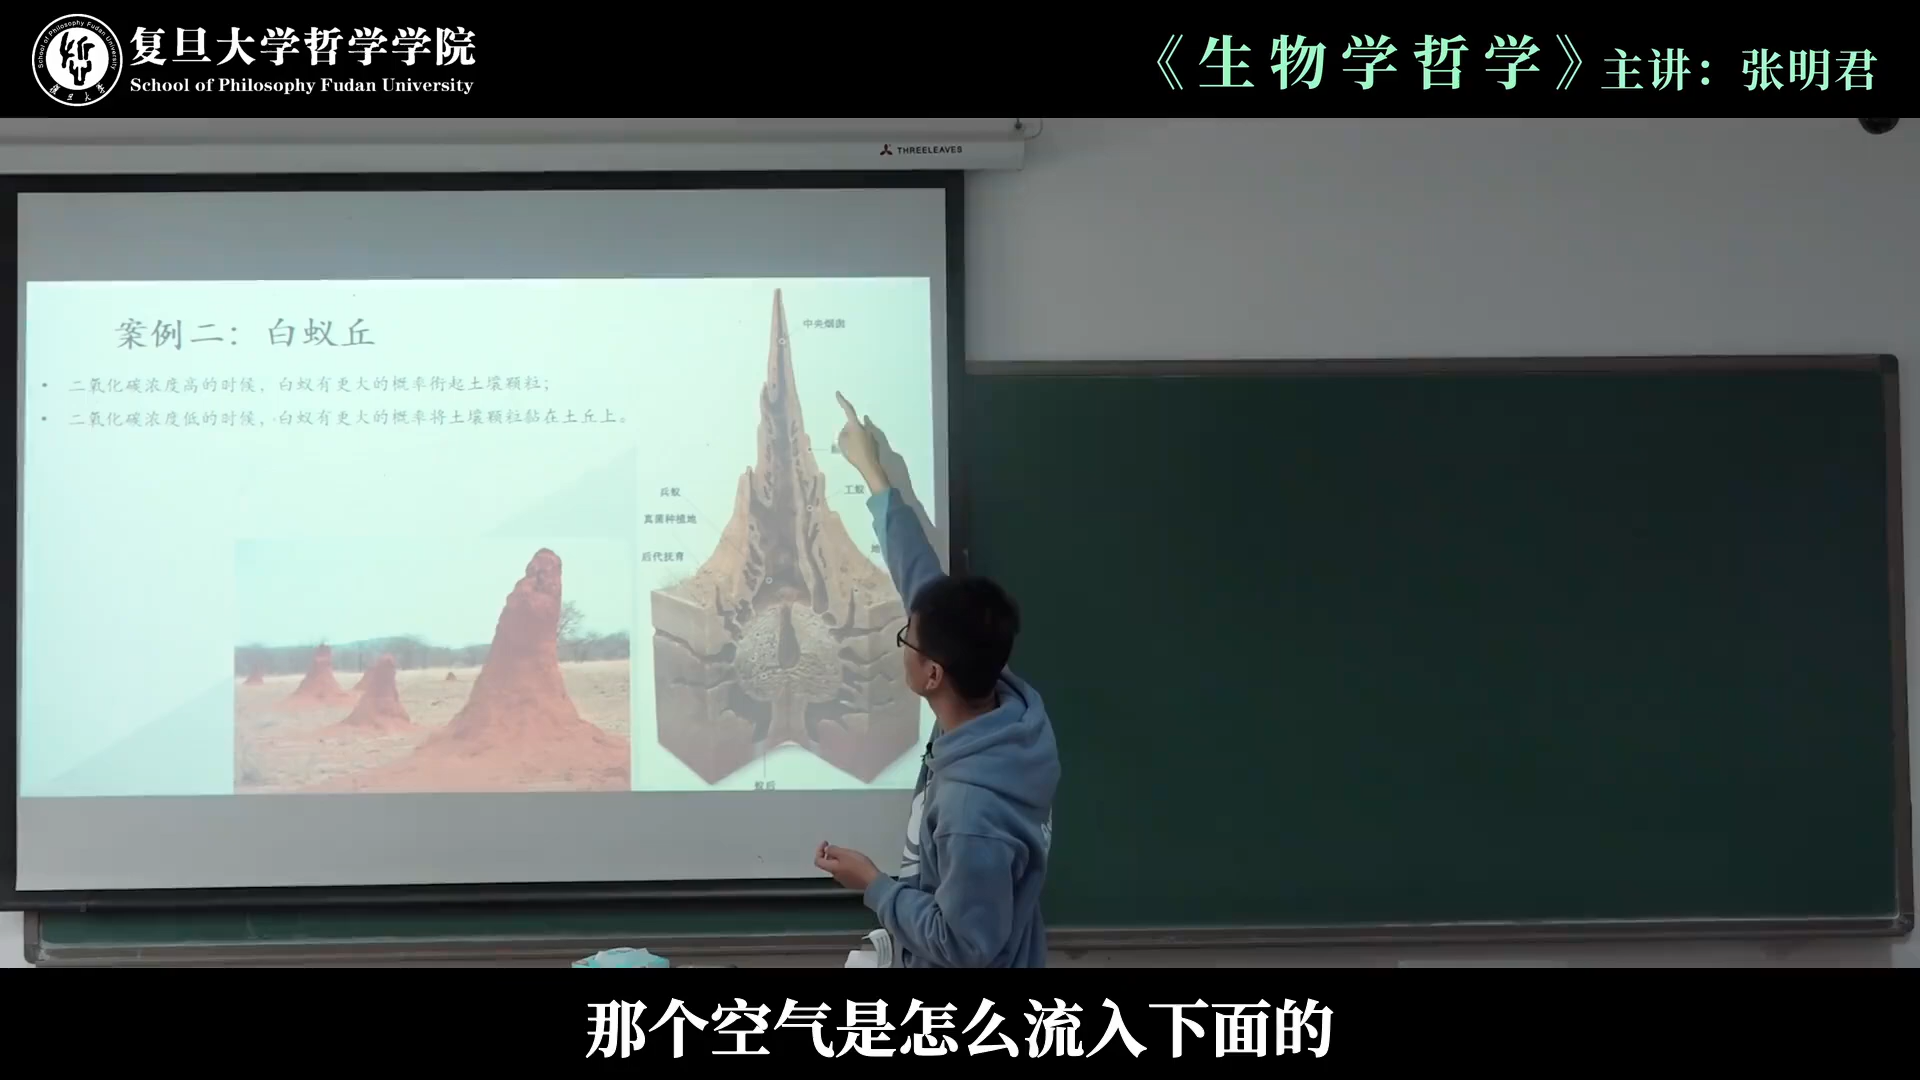 复旦大学哲学学院
School of Philosophy Fudan University
《生物学哲学》主讲：张明君
THREELEAVES
案例二：白蚁丘
• 二氧化碳浓度高的时候，白蚁有更大的概率衔起土壤颗粒；
• 二氧化碳浓度低的时候，白蚁有更大的概率将土壤颗粒黏在土丘上。
中央烟囱
兵蚁
工蚁
真菌种植地
后代抚育
地
蚁后
那个空气是怎么流入下面的